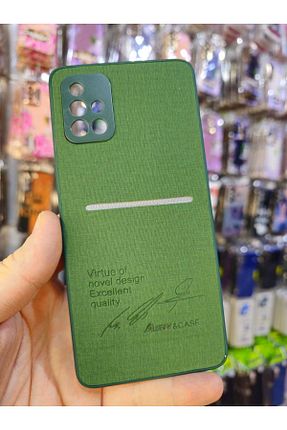 Virtue of
novel design
Excellent
quality
&CASE